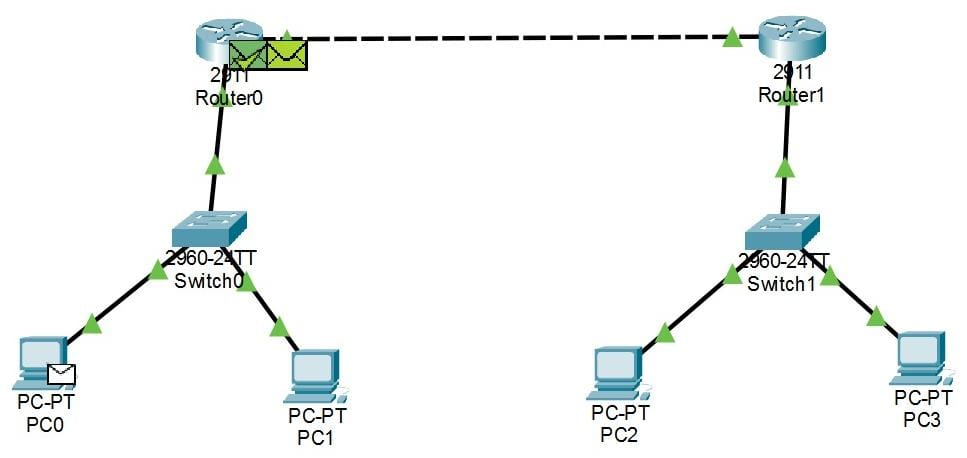 2911
Router0
2911
Router1
2960-24TT
Switch0
2960-24TT
Switch1
PC-PT
PC0
PC-PT
PC1
PC-PT
PC2
PC-PT
PC3